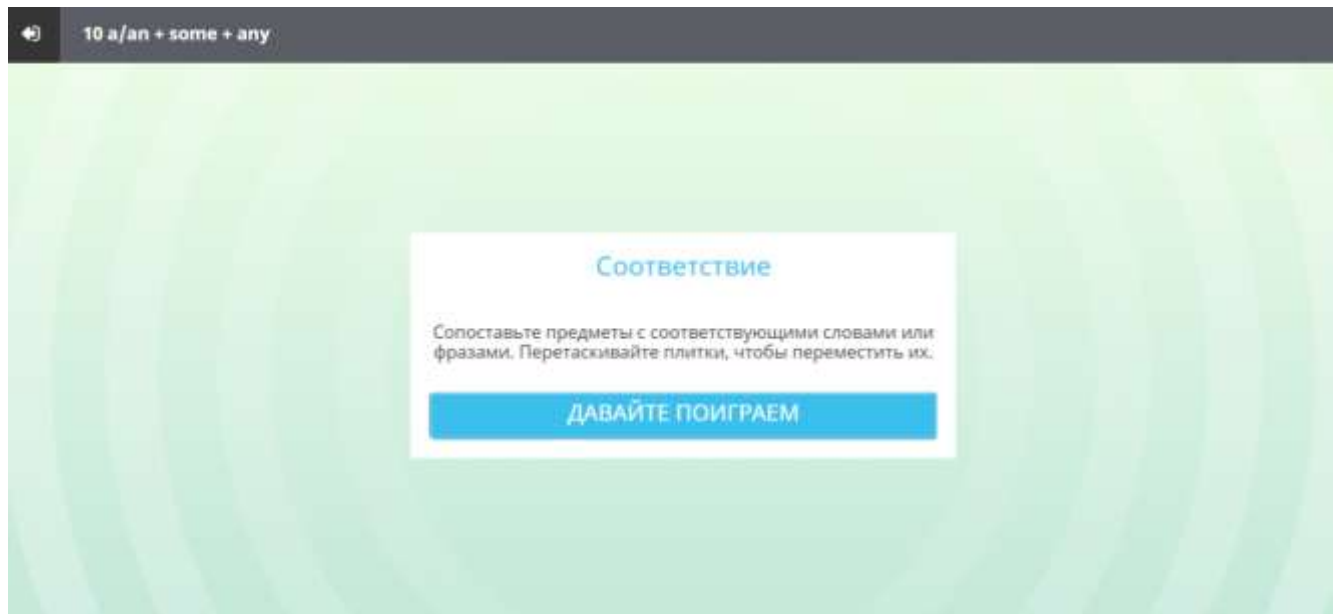 10 a/an + some + any
Соответствие
Сопоставьте предметы с соответствующими словами или
фразами. Перетаскивайте плитки, чтобы переместить их.
ДАВАЙТЕ ПОИГРАЕМ